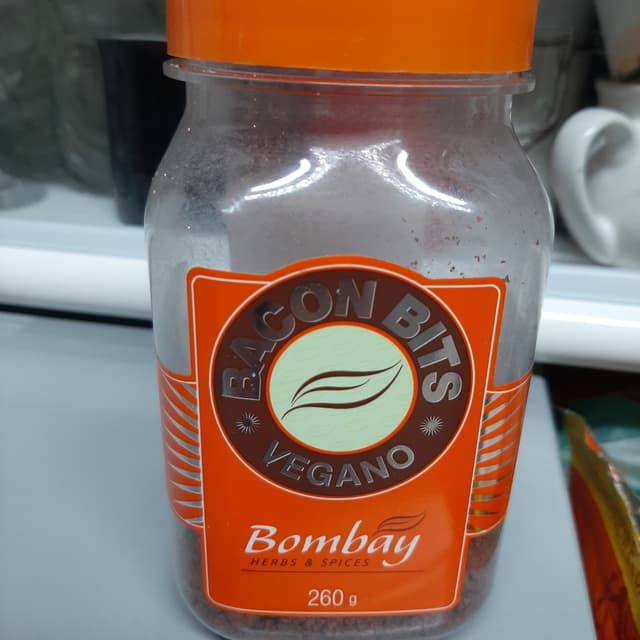 BACON BITS
VEGANO
Bombay
HERBS & SPICES
260 g